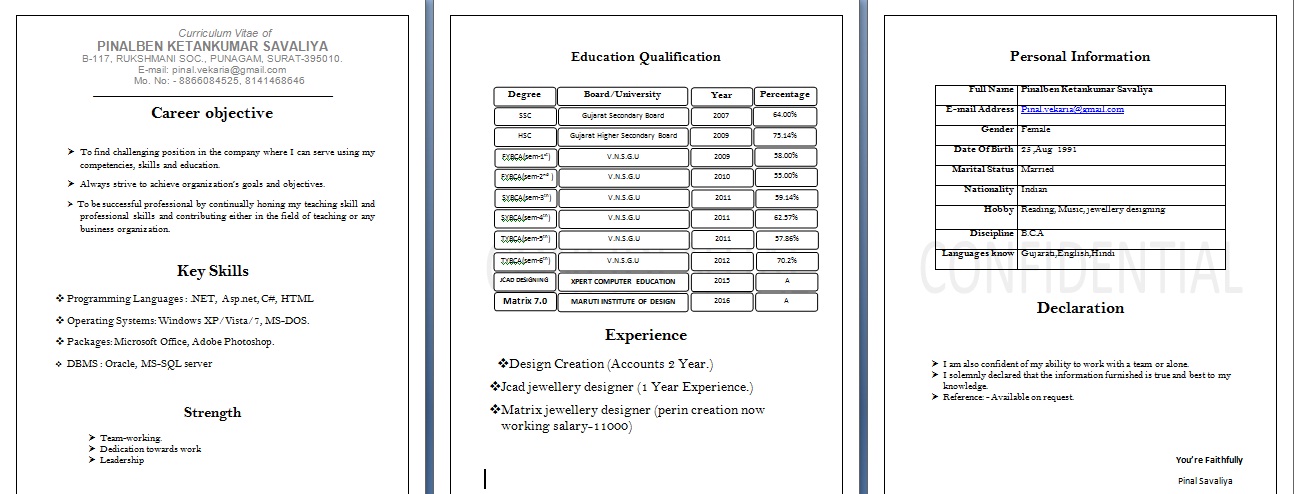 Curriculum Vitae of
PINALBEN KETANKUMAR SAVALIYA
B-117, RUKSHMANI SOC., PUNAGAM, SURAT-395010.
E-mail: pinal.vekaria@gmail.com
Mo. No: - 8866084525, 8141468646
Career objective
➢ To find challenging position in the company where I can serve using my
competencies, skills and education.
➢ Always strive to achieve organization's goals and objectives.
➢ To be successful professional by continually honing my teaching skill and
professional skills and contributing either in the field of teaching or any
business organization.
Key Skills
❖ Programming Languages : .NET, Asp.net, C#, HTML
❖ Operating Systems: Windows XP/Vista/7, MS-DOS.
❖ Packages: Microsoft Office, Adobe Photoshop.
❖ DBMS : Oracle, MS-SQL server
Strength
➢ Team-working.
➢ Dedication towards work
➢ Leadership
Education Qualification
Degree Board/University Year Percentage
SSC Gujarat Secondary Board 2007 64.00%
HSC Gujarat Higher Secondary Board 2009 75.14%
FYBCA(sem-1st) V.N.S.G.U 2009 58.00%
FYBCA(sem-2nd ) V.N.S.G.U 2010 55.00%
SYBCA(sem-3th) V.N.S.G.U 2011 59.14%
SYBCA(sem-4th) V.N.S.G.U 2011 62.57%
TYBCA(sem-5th) V.N.S.G.U 2011 57.86%
TYBCA(sem-6th) V.N.S.G.U 2012 70.2%
JCAD DESIGNING XPERT COMPUTER EDUCATION 2015 A
Matrix 7.0 MARUTI INSTITUTE OF DESIGN 2016 A
Experience
❖Design Creation (Accounts 2 Year.)
❖Jcad jewellery designer (1 Year Experience.)
❖Matrix jewellery designer (perin creation now
working salary-11000)
Personal Information
Full Name Pinalben Ketankumar Savaliya
E-mail Address Pinal.vekaria@gmail.com
Gender Female
Date Of Birth 25 ,Aug 1991
Marital Status Married
Nationality Indian
Hobby Reading, Music, jewellery designing
Discipline B.C.A
Languages know Gujarati,English,Hindi
CONFIDENTIAL
Declaration
➢ I am also confident of my ability to work with a team or alone.
➢ I solemnly declared that the information furnished is true and best to my
knowledge.
➢ Reference: - Available on request.
You're Faithfully
Pinal Savaliya